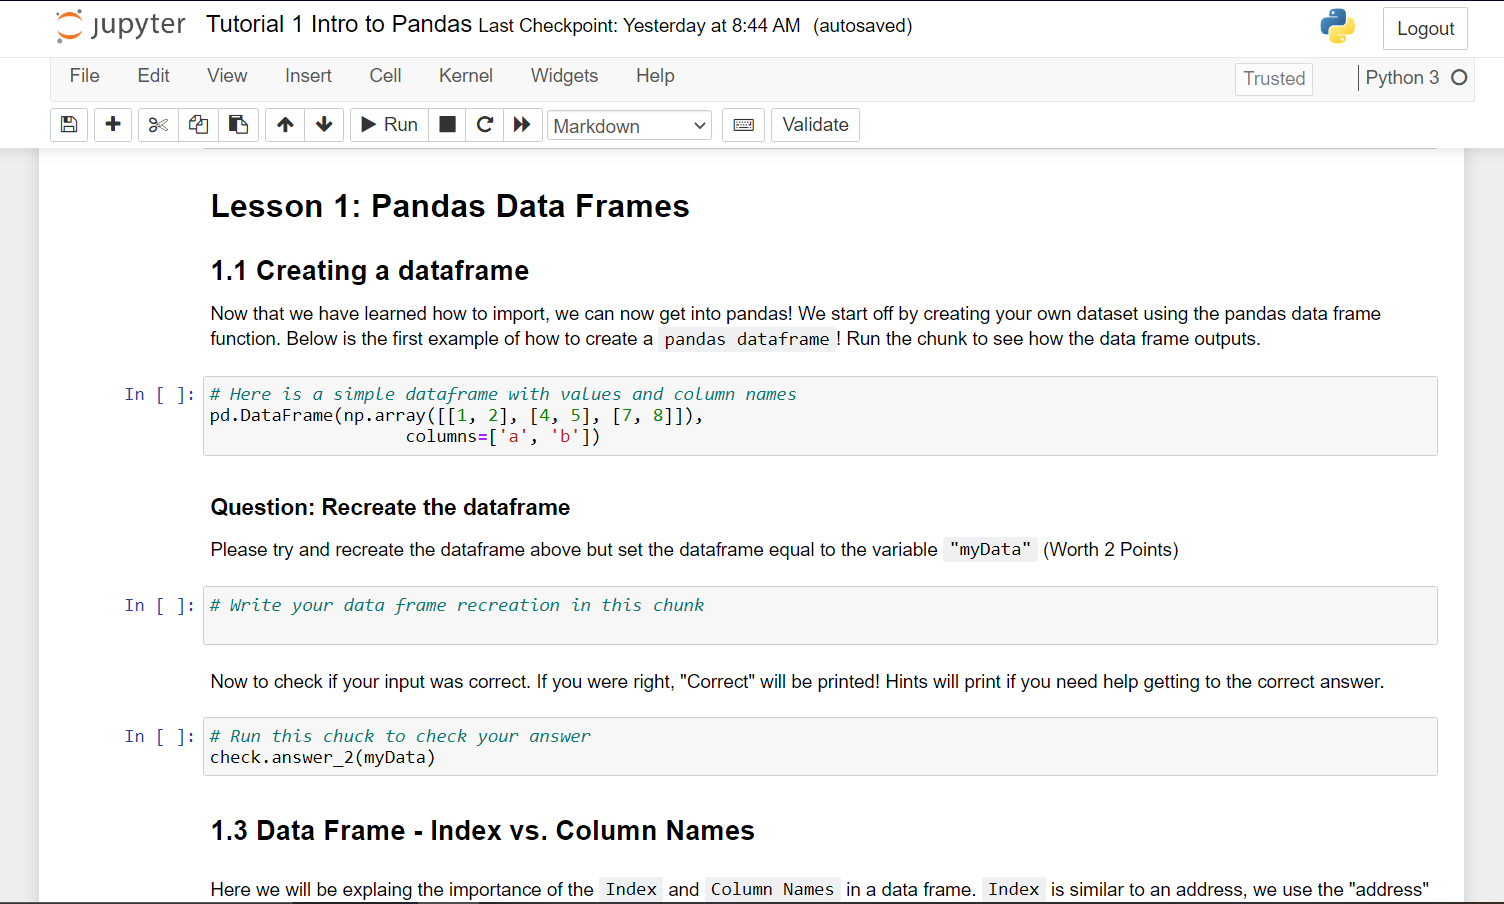 jupyter Tutorial 1 Intro to Pandas Last Checkpoint: Yesterday at 8:44 AM (autosaved) Logout
File Edit View Insert Cell Kernel Widgets Help Trusted Python 3
Run Markdown Validate
Lesson 1: Pandas Data Frames
1.1 Creating a dataframe
Now that we have learned how to import, we can now get into pandas! We start off by creating your own dataset using the pandas data frame
function. Below is the first example of how to create a pandas dataframe! Run the chunk to see how the data frame outputs.
In [ ]: # Here is a simple dataframe with values and column names
pd.DataFrame(np.array([[1, 2], [4, 5], [7, 8]]),
columns=['a', 'b'])
Question: Recreate the dataframe
Please try and recreate the dataframe above but set the dataframe equal to the variable "myData" (Worth 2 Points)
In [ ]: # Write your data frame recreation in this chunk
Now to check if your input was correct. If you were right, "Correct" will be printed! Hints will print if you need help getting to the correct answer.
In [ ]: # Run this chuck to check your answer
check.answer_2(myData)
1.3 Data Frame - Index vs. Column Names
Here we will be explaing the importance of the Index and Column Names in a data frame. Index is similar to an address, we use the "address"